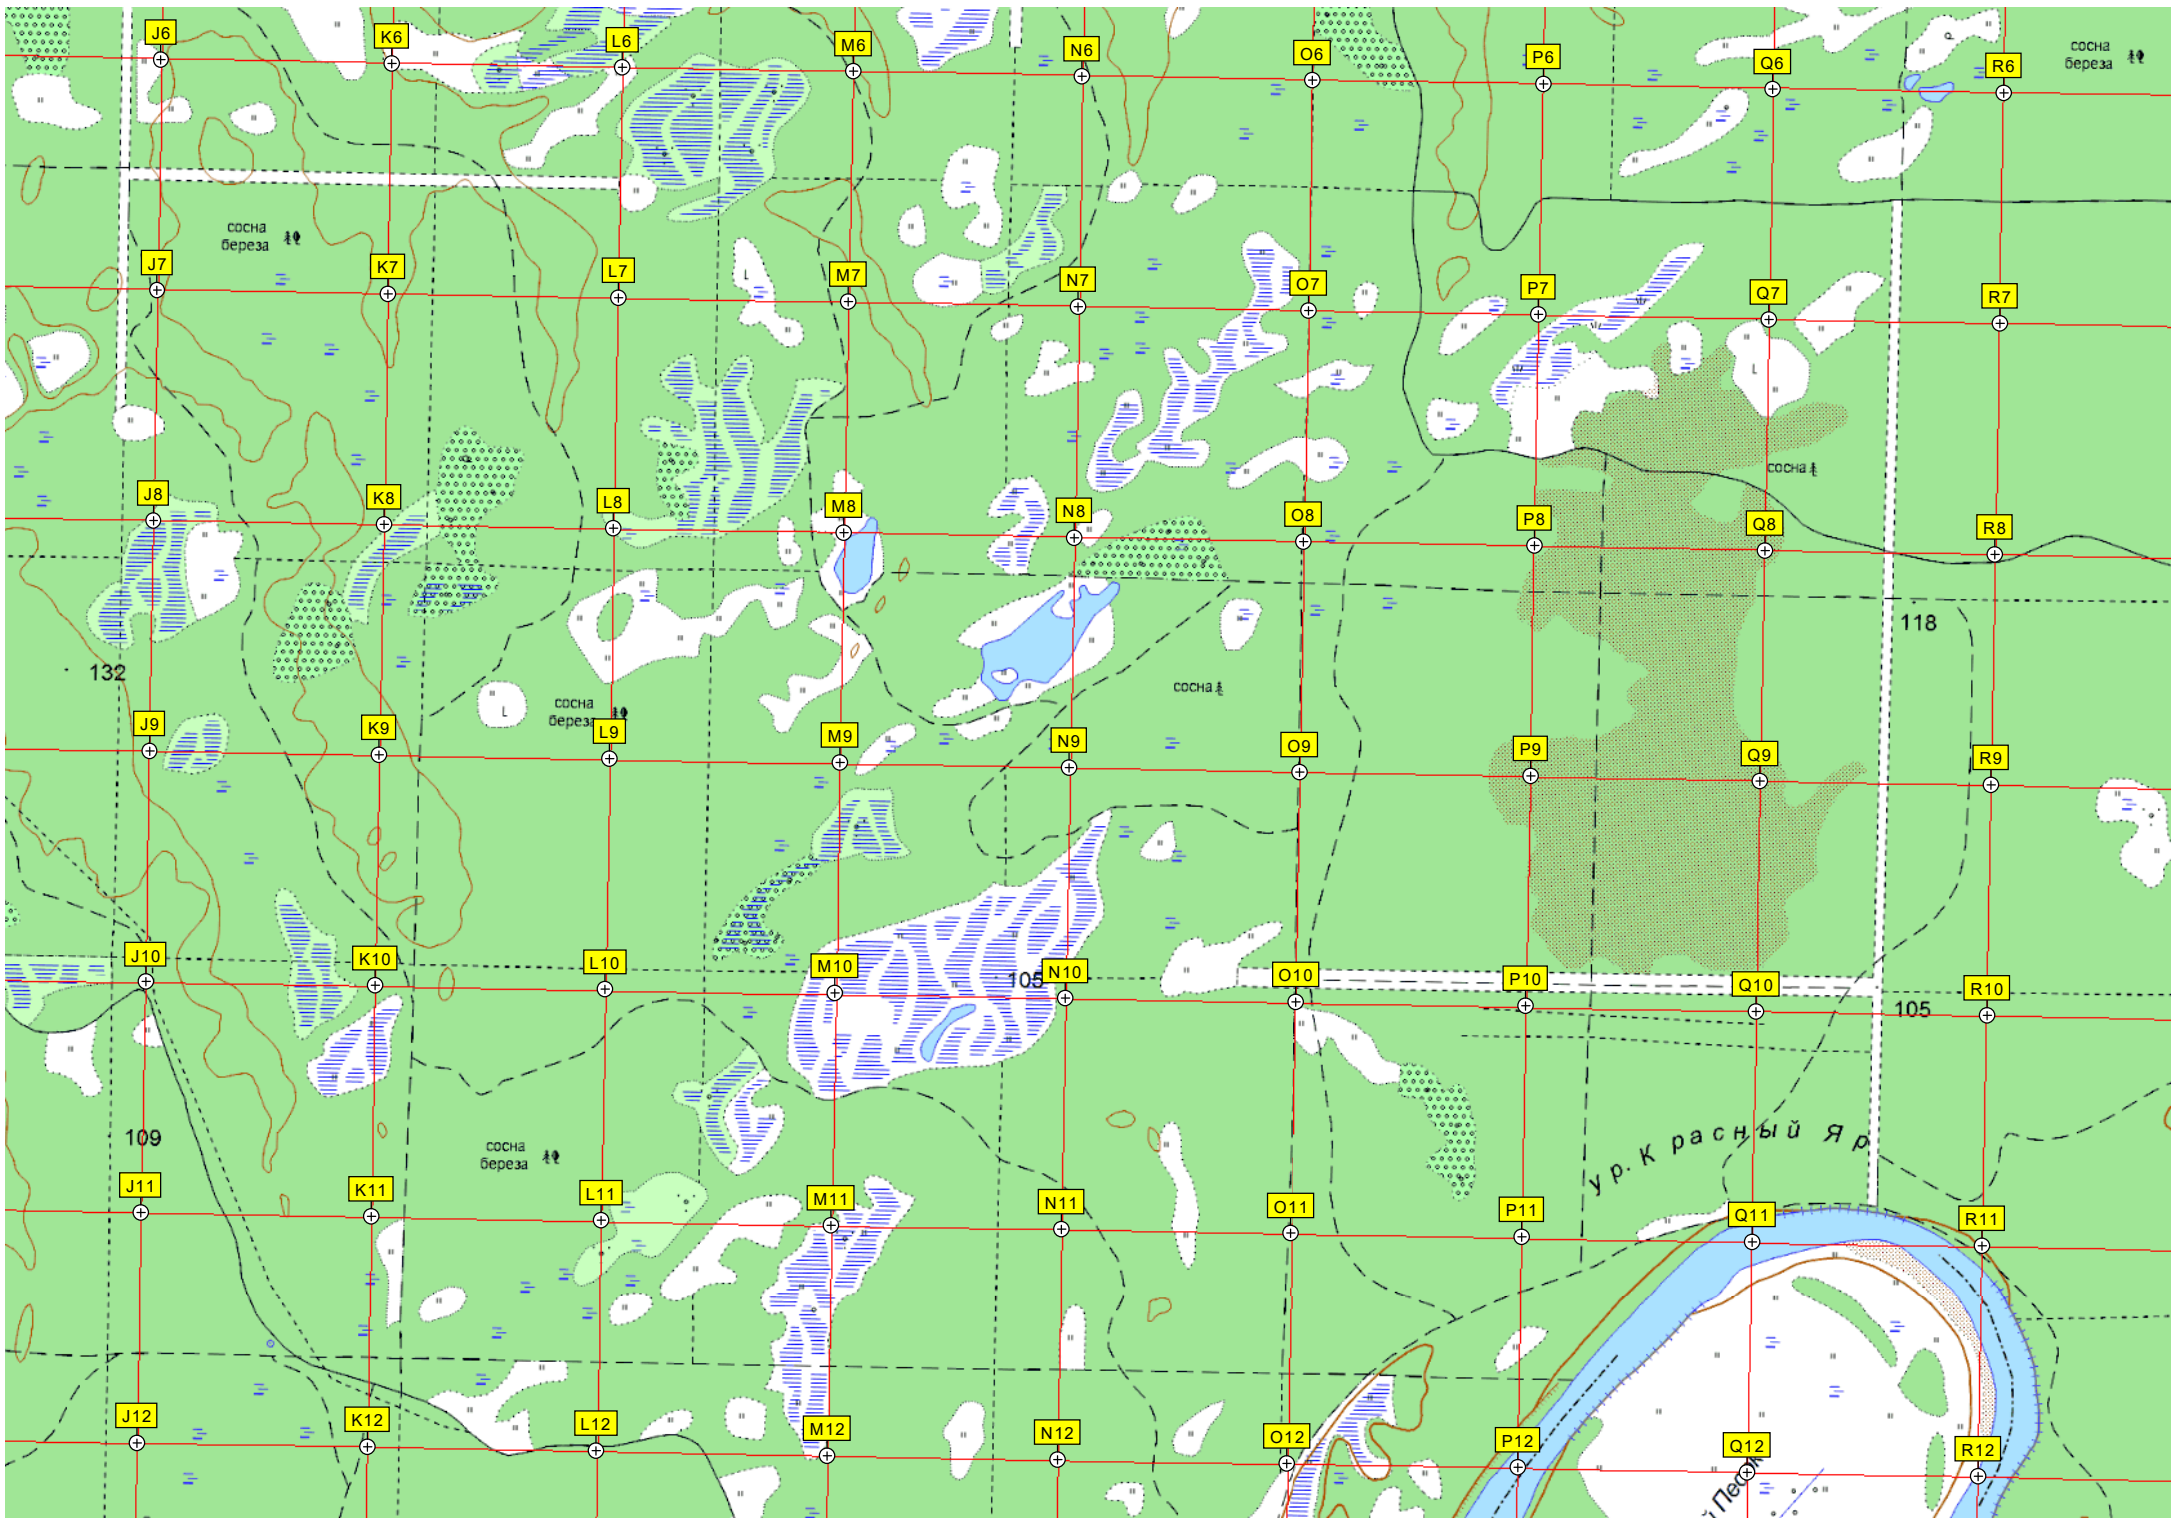 J6 K6 L6 M6 N6 O6 P6 Q6 R6
сосна
береза
сосна
береза
J7 K7 L7 M7 N7 O7 P7 Q7 R7
сосна
J8 K8 L8 M8 N8 O8 P8 Q8 R8
118
132
сосна
сосна
береза
J9 K9 L9 M9 N9 O9 P9 Q9 R9
J10 K10 L10 M10 105 N10 O10 P10 Q10 R10
105
109
сосна
береза
ур. Красный Яр
J11 K11 L11 M11 N11 O11 P11 Q11 R11
J12 K12 L12 M12 N12 O12 P12 Q12 R12